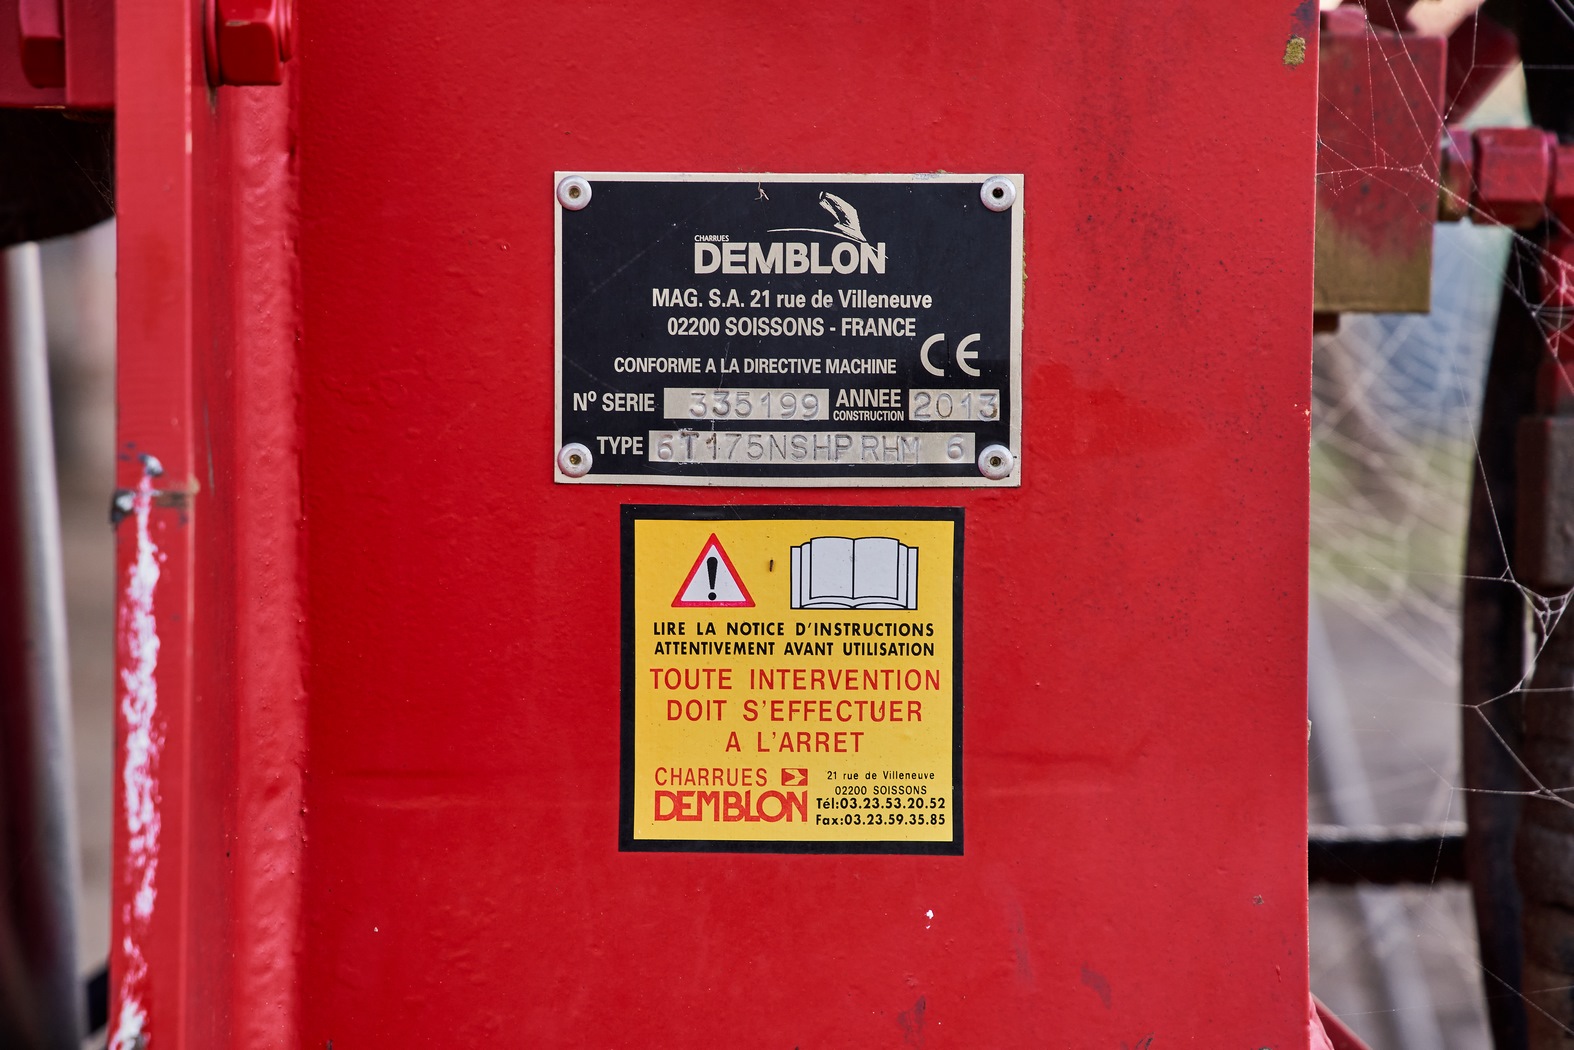 CHARRUES
DEMBLON
MAG. S.A. 21 rue de Villeneuve
02200 SOISSONS - FRANCE
CONFORME A LA DIRECTIVE MACHINE CE
Nº SERIE 335199 ANNEE CONSTRUCTION 2013
TYPE 6T175NSHPRHM 6
LIRE LA NOTICE D'INSTRUCTIONS
ATTENTIVEMENT AVANT UTILISATION
TOUTE INTERVENTION
DOIT S'EFFECTUER
A L'ARRET
CHARRUES
DEMBLON
21 rue de Villeneuve
02200 SOISSONS
Tél:03.23.53.20.52
Fax:03.23.59.35.85